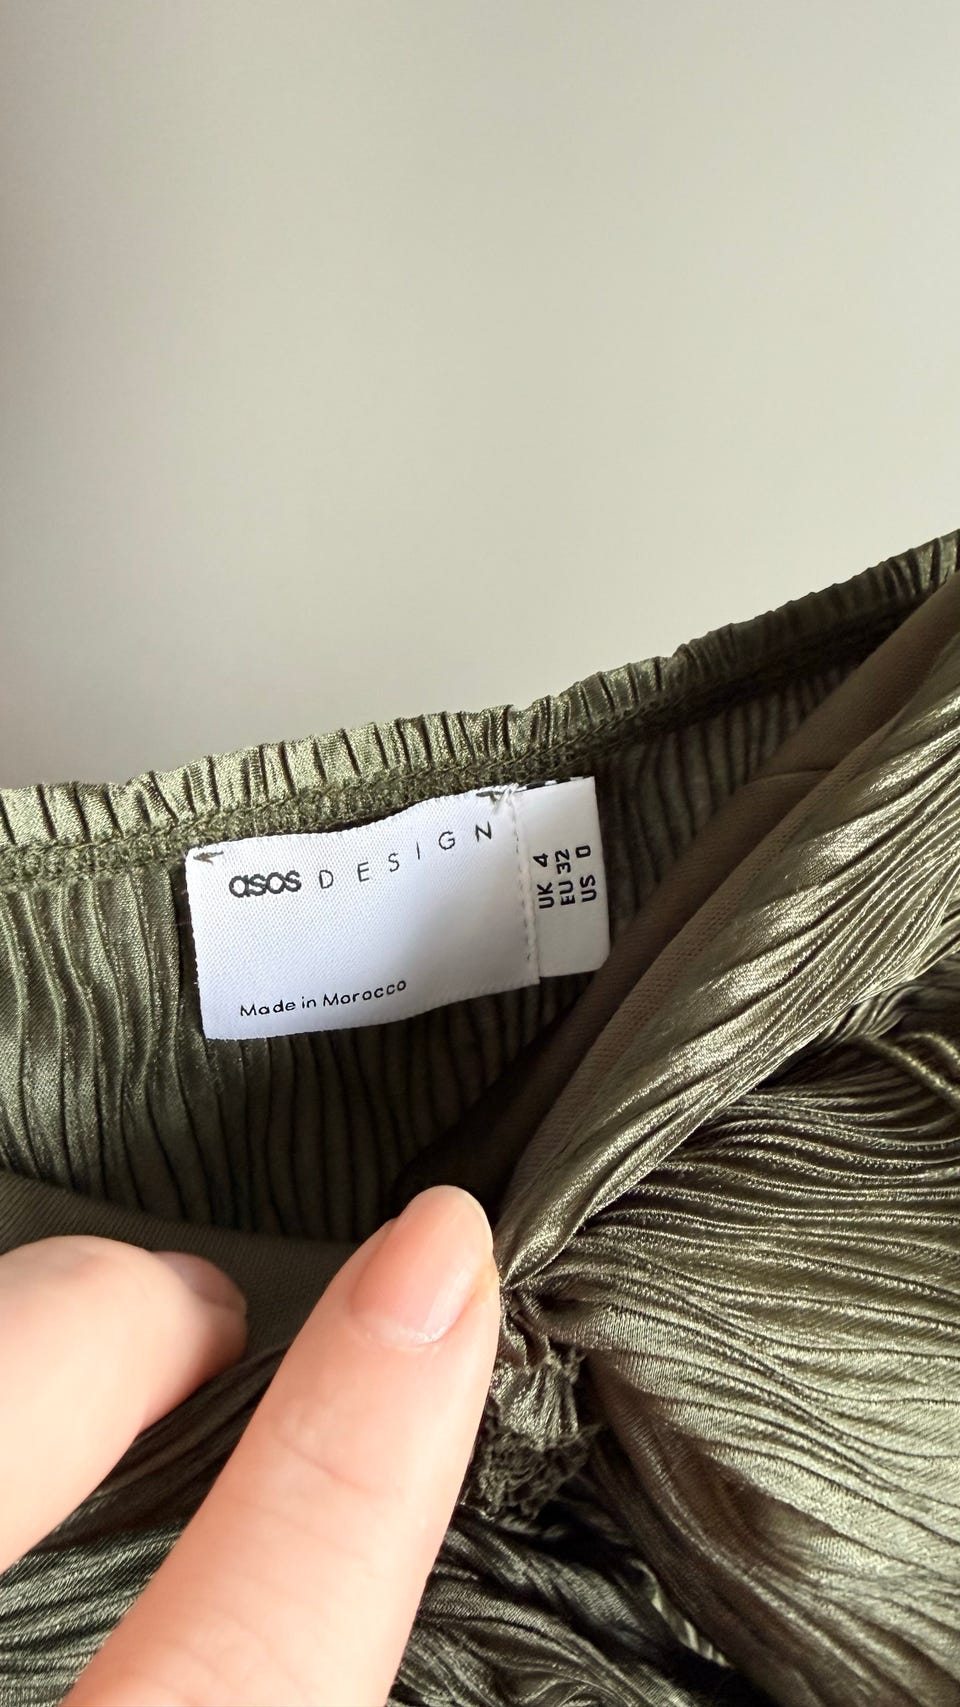 asos DESIGN
Made in Morocco
UK 4
EU 32
US 0